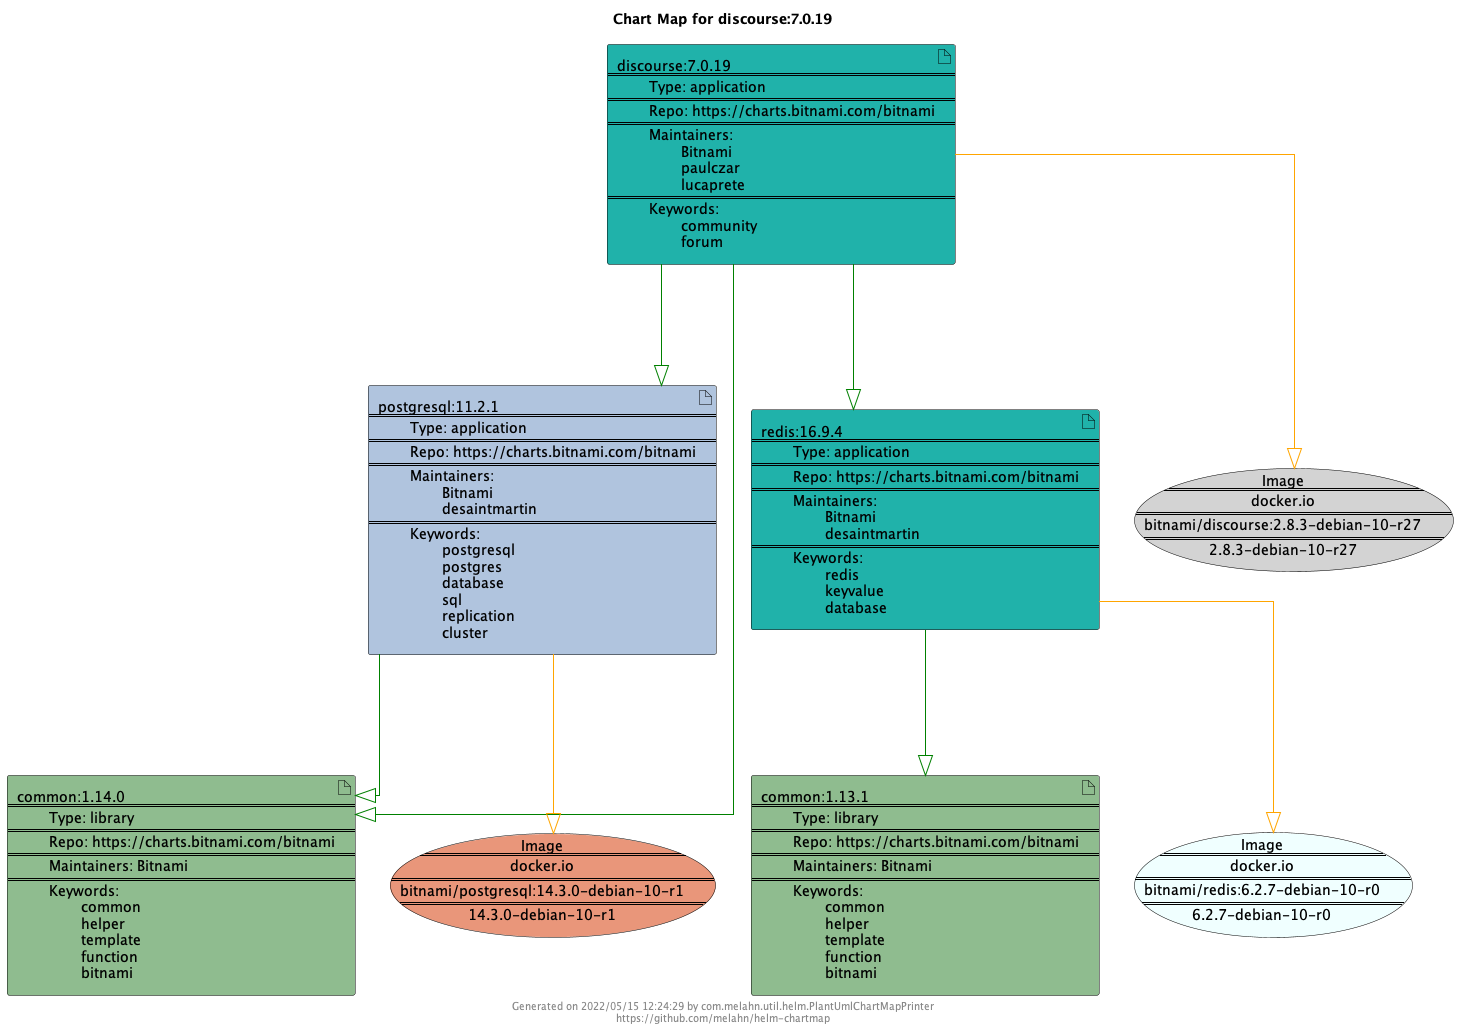 Chart Map for discourse:7.0.19
discourse:7.0.19
Type: application
Repo: https://charts.bitnami.com/bitnami
Maintainers:
Bitnami
paulczar
lucaprete
Keywords:
community
forum
postgresql:11.2.1
Type: application
Repo: https://charts.bitnami.com/bitnami
Maintainers:
Bitnami
desaintmartin
Keywords:
postgresql
postgres
database
sql
replication
cluster
redis:16.9.4
Type: application
Repo: https://charts.bitnami.com/bitnami
Maintainers:
Bitnami
desaintmartin
Keywords:
redis
keyvalue
database
Image
docker.io
bitnami/discourse:2.8.3-debian-10-r27
2.8.3-debian-10-r27
common:1.14.0
Type: library
Repo: https://charts.bitnami.com/bitnami
Maintainers: Bitnami
Keywords:
common
helper
template
function
bitnami
Image
docker.io
bitnami/postgresql:14.3.0-debian-10-r1
14.3.0-debian-10-r1
common:1.13.1
Type: library
Repo: https://charts.bitnami.com/bitnami
Maintainers: Bitnami
Keywords:
common
helper
template
function
bitnami
Image
docker.io
bitnami/redis:6.2.7-debian-10-r0
6.2.7-debian-10-r0
Generated on 2022/05/15 12:24:29 by com.melahn.util.helm.PlantUmlChartMapPrinter
https://github.com/melahn/helm-chartmap